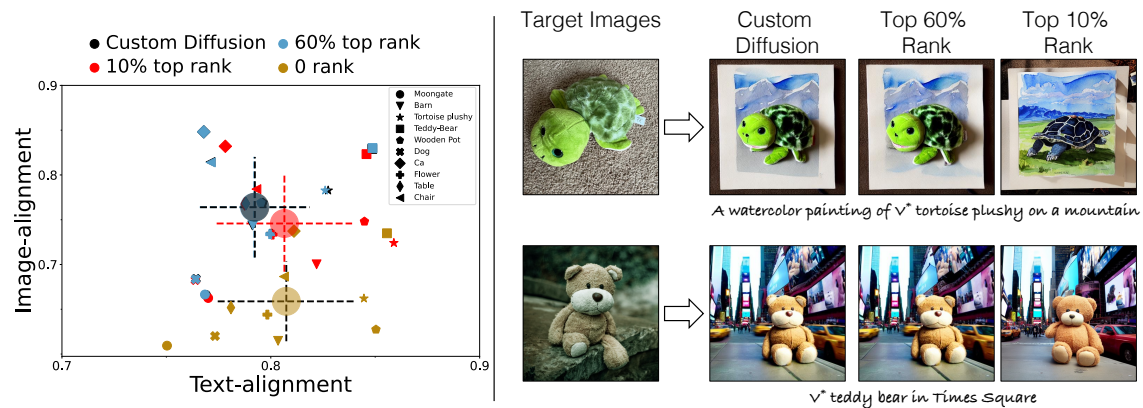 Custom Diffusion
60% top rank
10% top rank
0 rank
0.9
Moongate
Barn
Tortoise plushy
Teddy-Bear
Wooden Pot
Dog
Ca
Flower
Table
Chair
0.8
0.7
Image-alignment
0.7
0.8
0.9
Text-alignment
Target Images
Custom
Diffusion
Top 60%
Rank
Top 10%
Rank
A watercolor painting of V* tortoise plushy on a mountain
V* teddy bear in Times Square